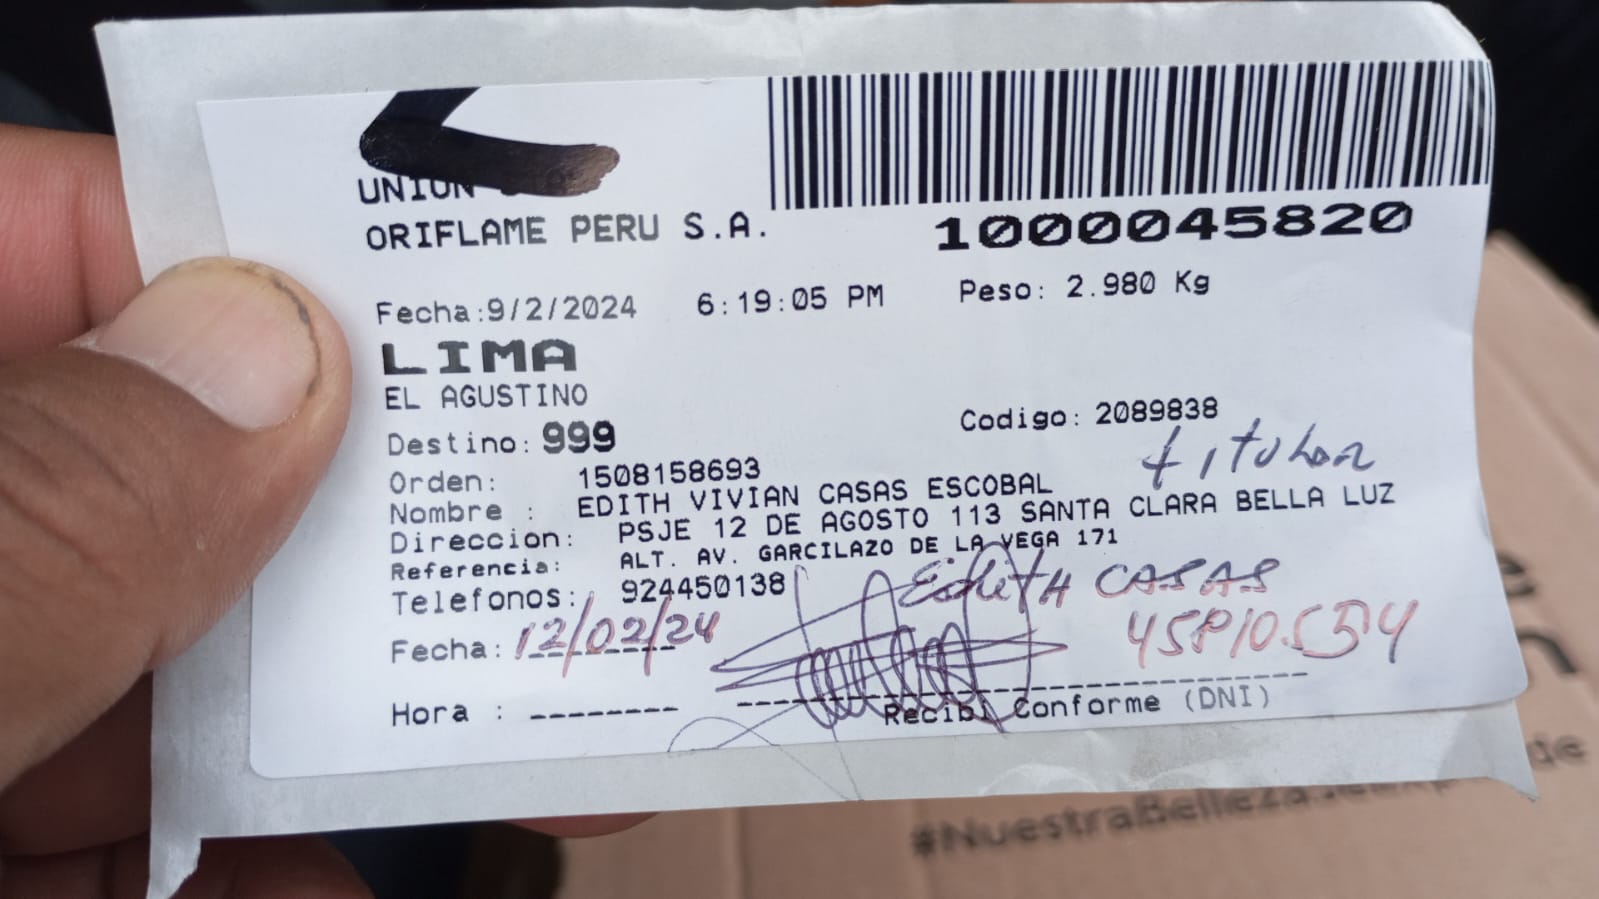 UNION
ORIFLAME PERU S.A.
1000045820
Fecha:9/2/2024 6:19:05 PM Peso: 2.980 Kg
LIMA
EL AGUSTINO
Codigo: 2089838
Destino: 999
titular
Orden: 1508158693
Nombre : EDITH VIVIAN CASAS ESCOBAL
Direccion: PSJE 12 DE AGOSTO 113 SANTA CLARA BELLA LUZ
Referencia: ALT. AV. GARCILAZO DE LA VEGA 171
Telefonos: 924450138
Edith CASAS
Fecha: 12/02/24
Hora : --------
Recibi Conforme (DNI)
#NuestraBelleza
de